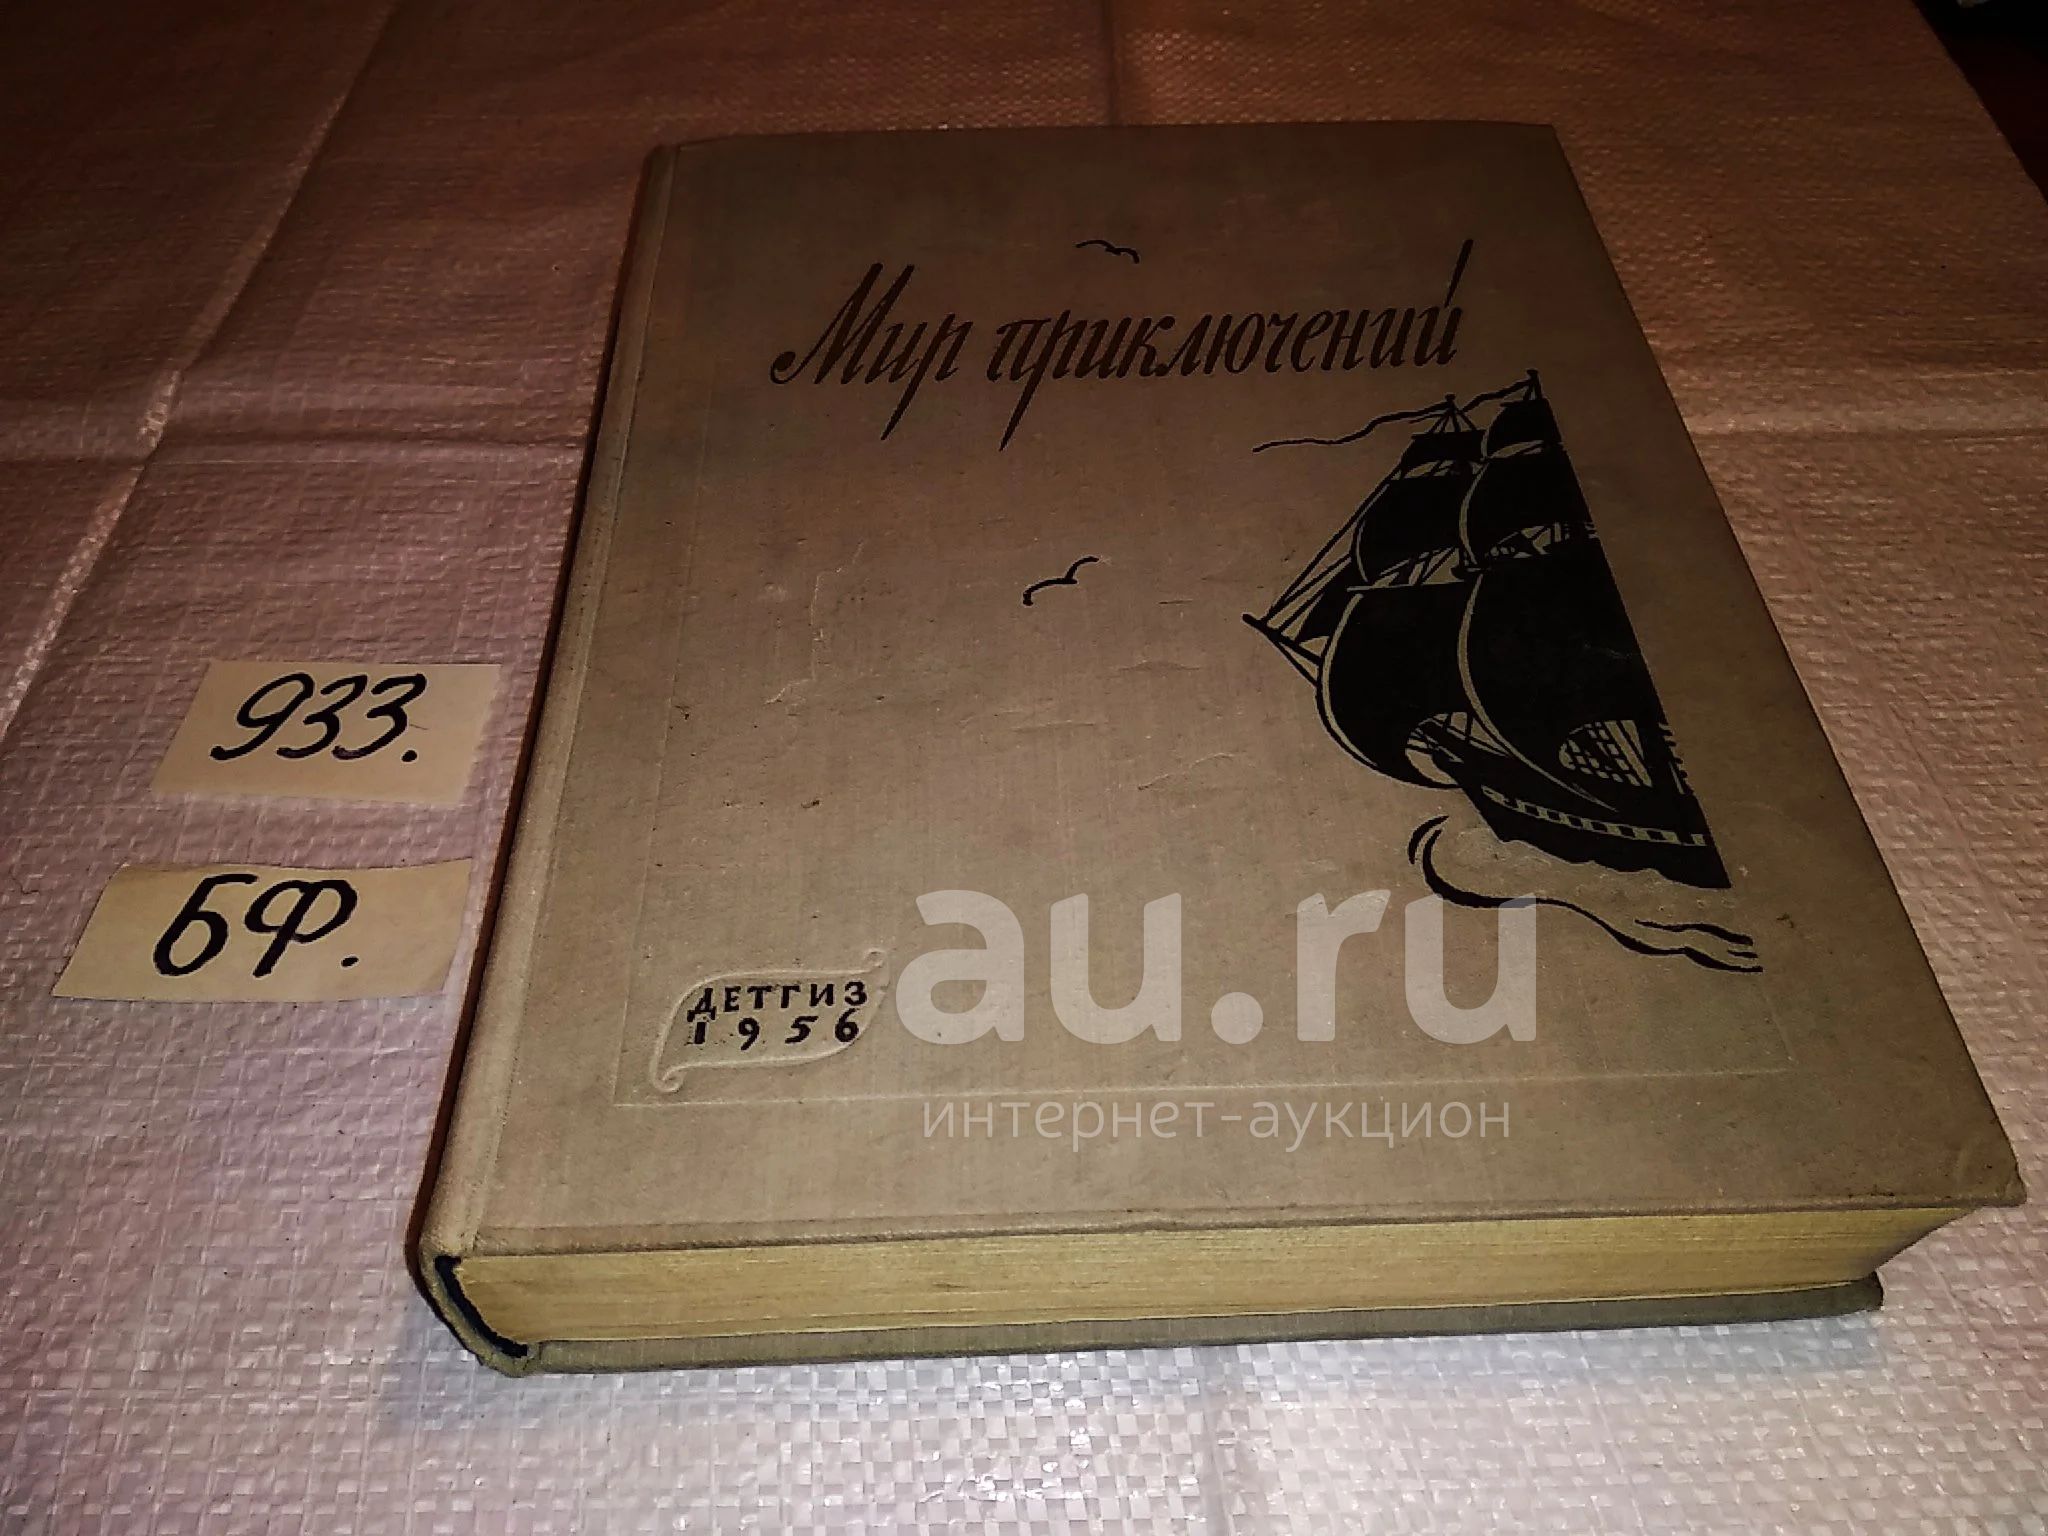 Мир приключений
933.
БФ.
ДЕТГИЗ
1956
au.ru
интернет-аукцион